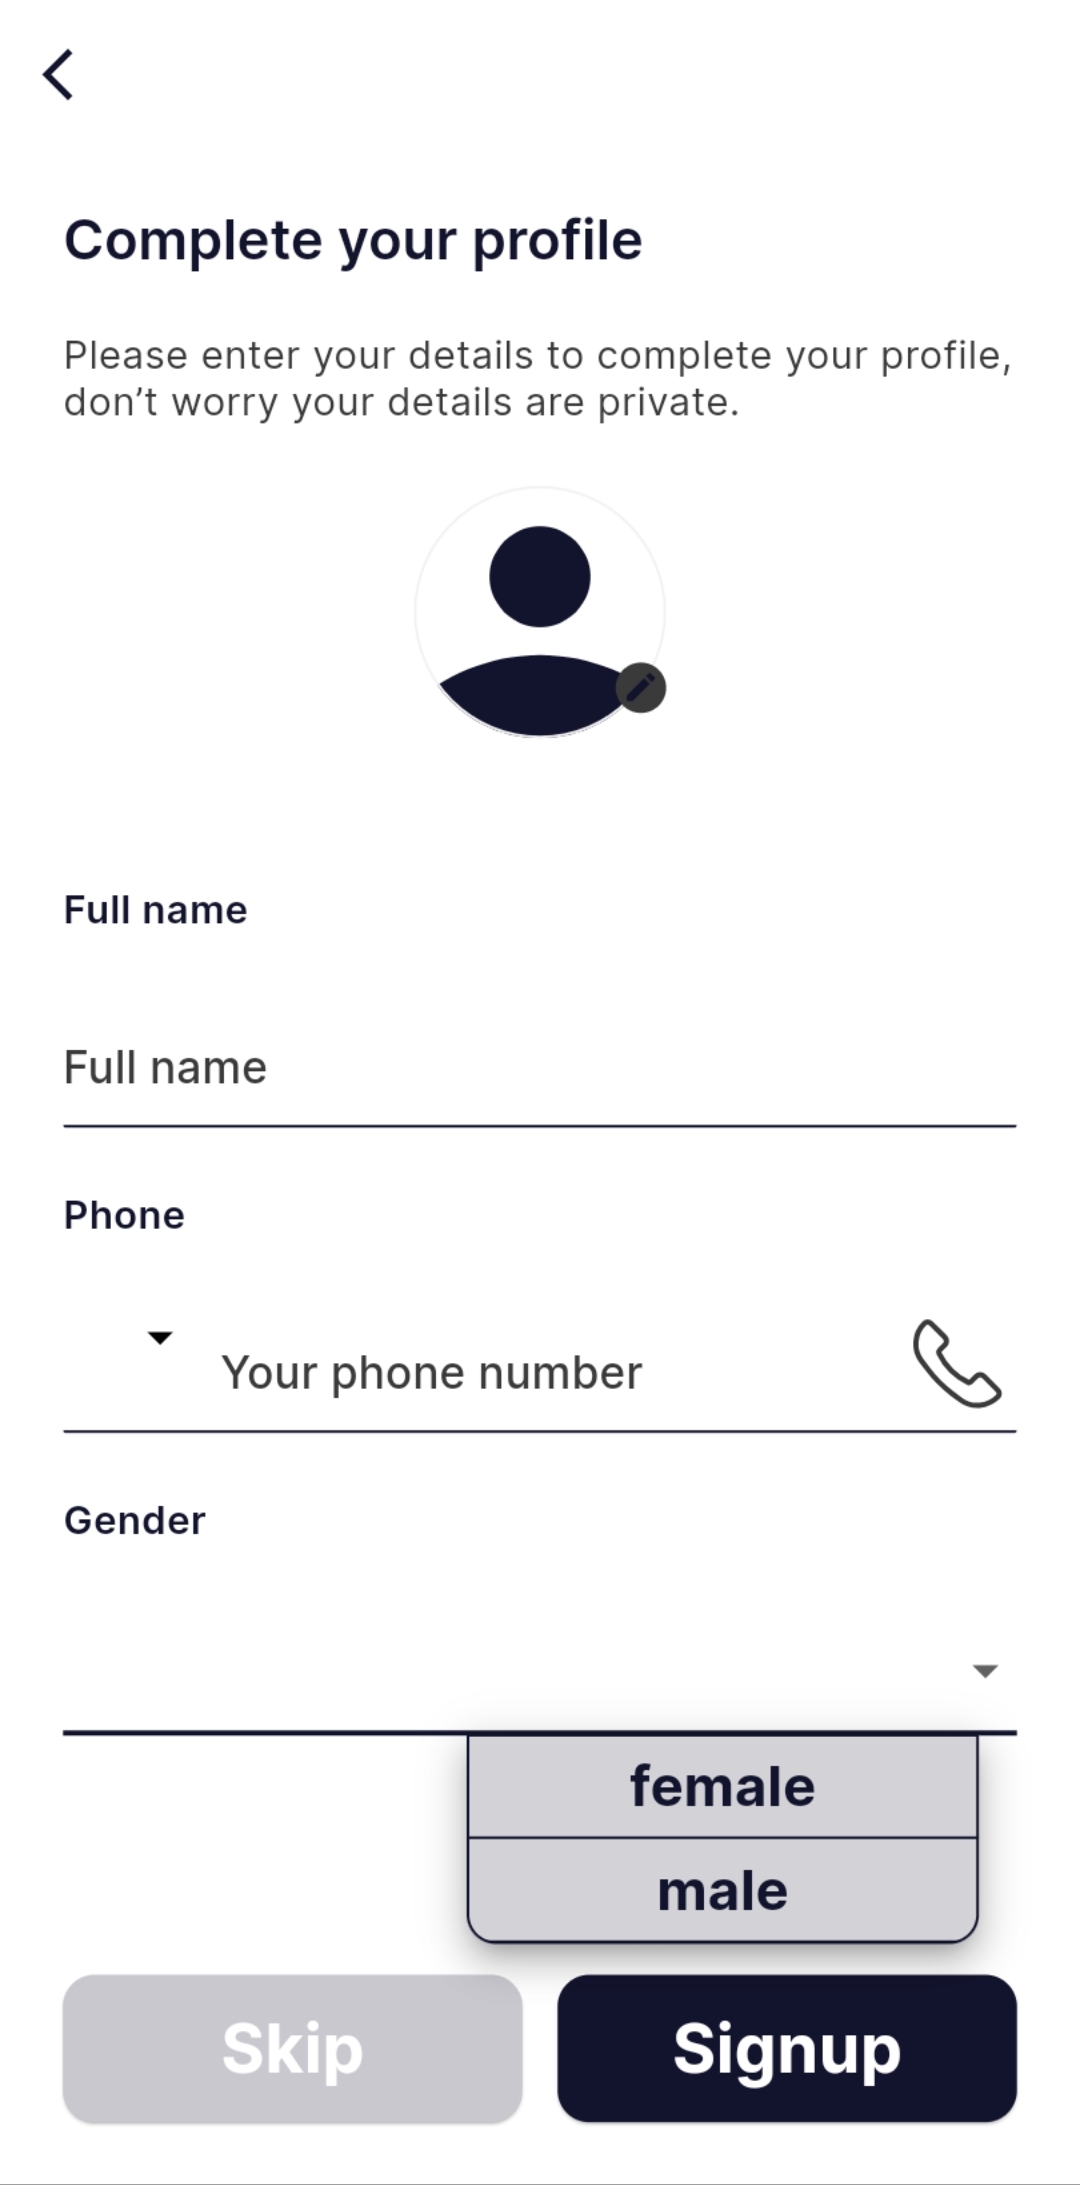 Complete your profile
Please enter your details to complete your profile,
don’t worry your details are private.
Full name
Full name
Phone
Your phone number
Gender
female
male
Skip
Signup